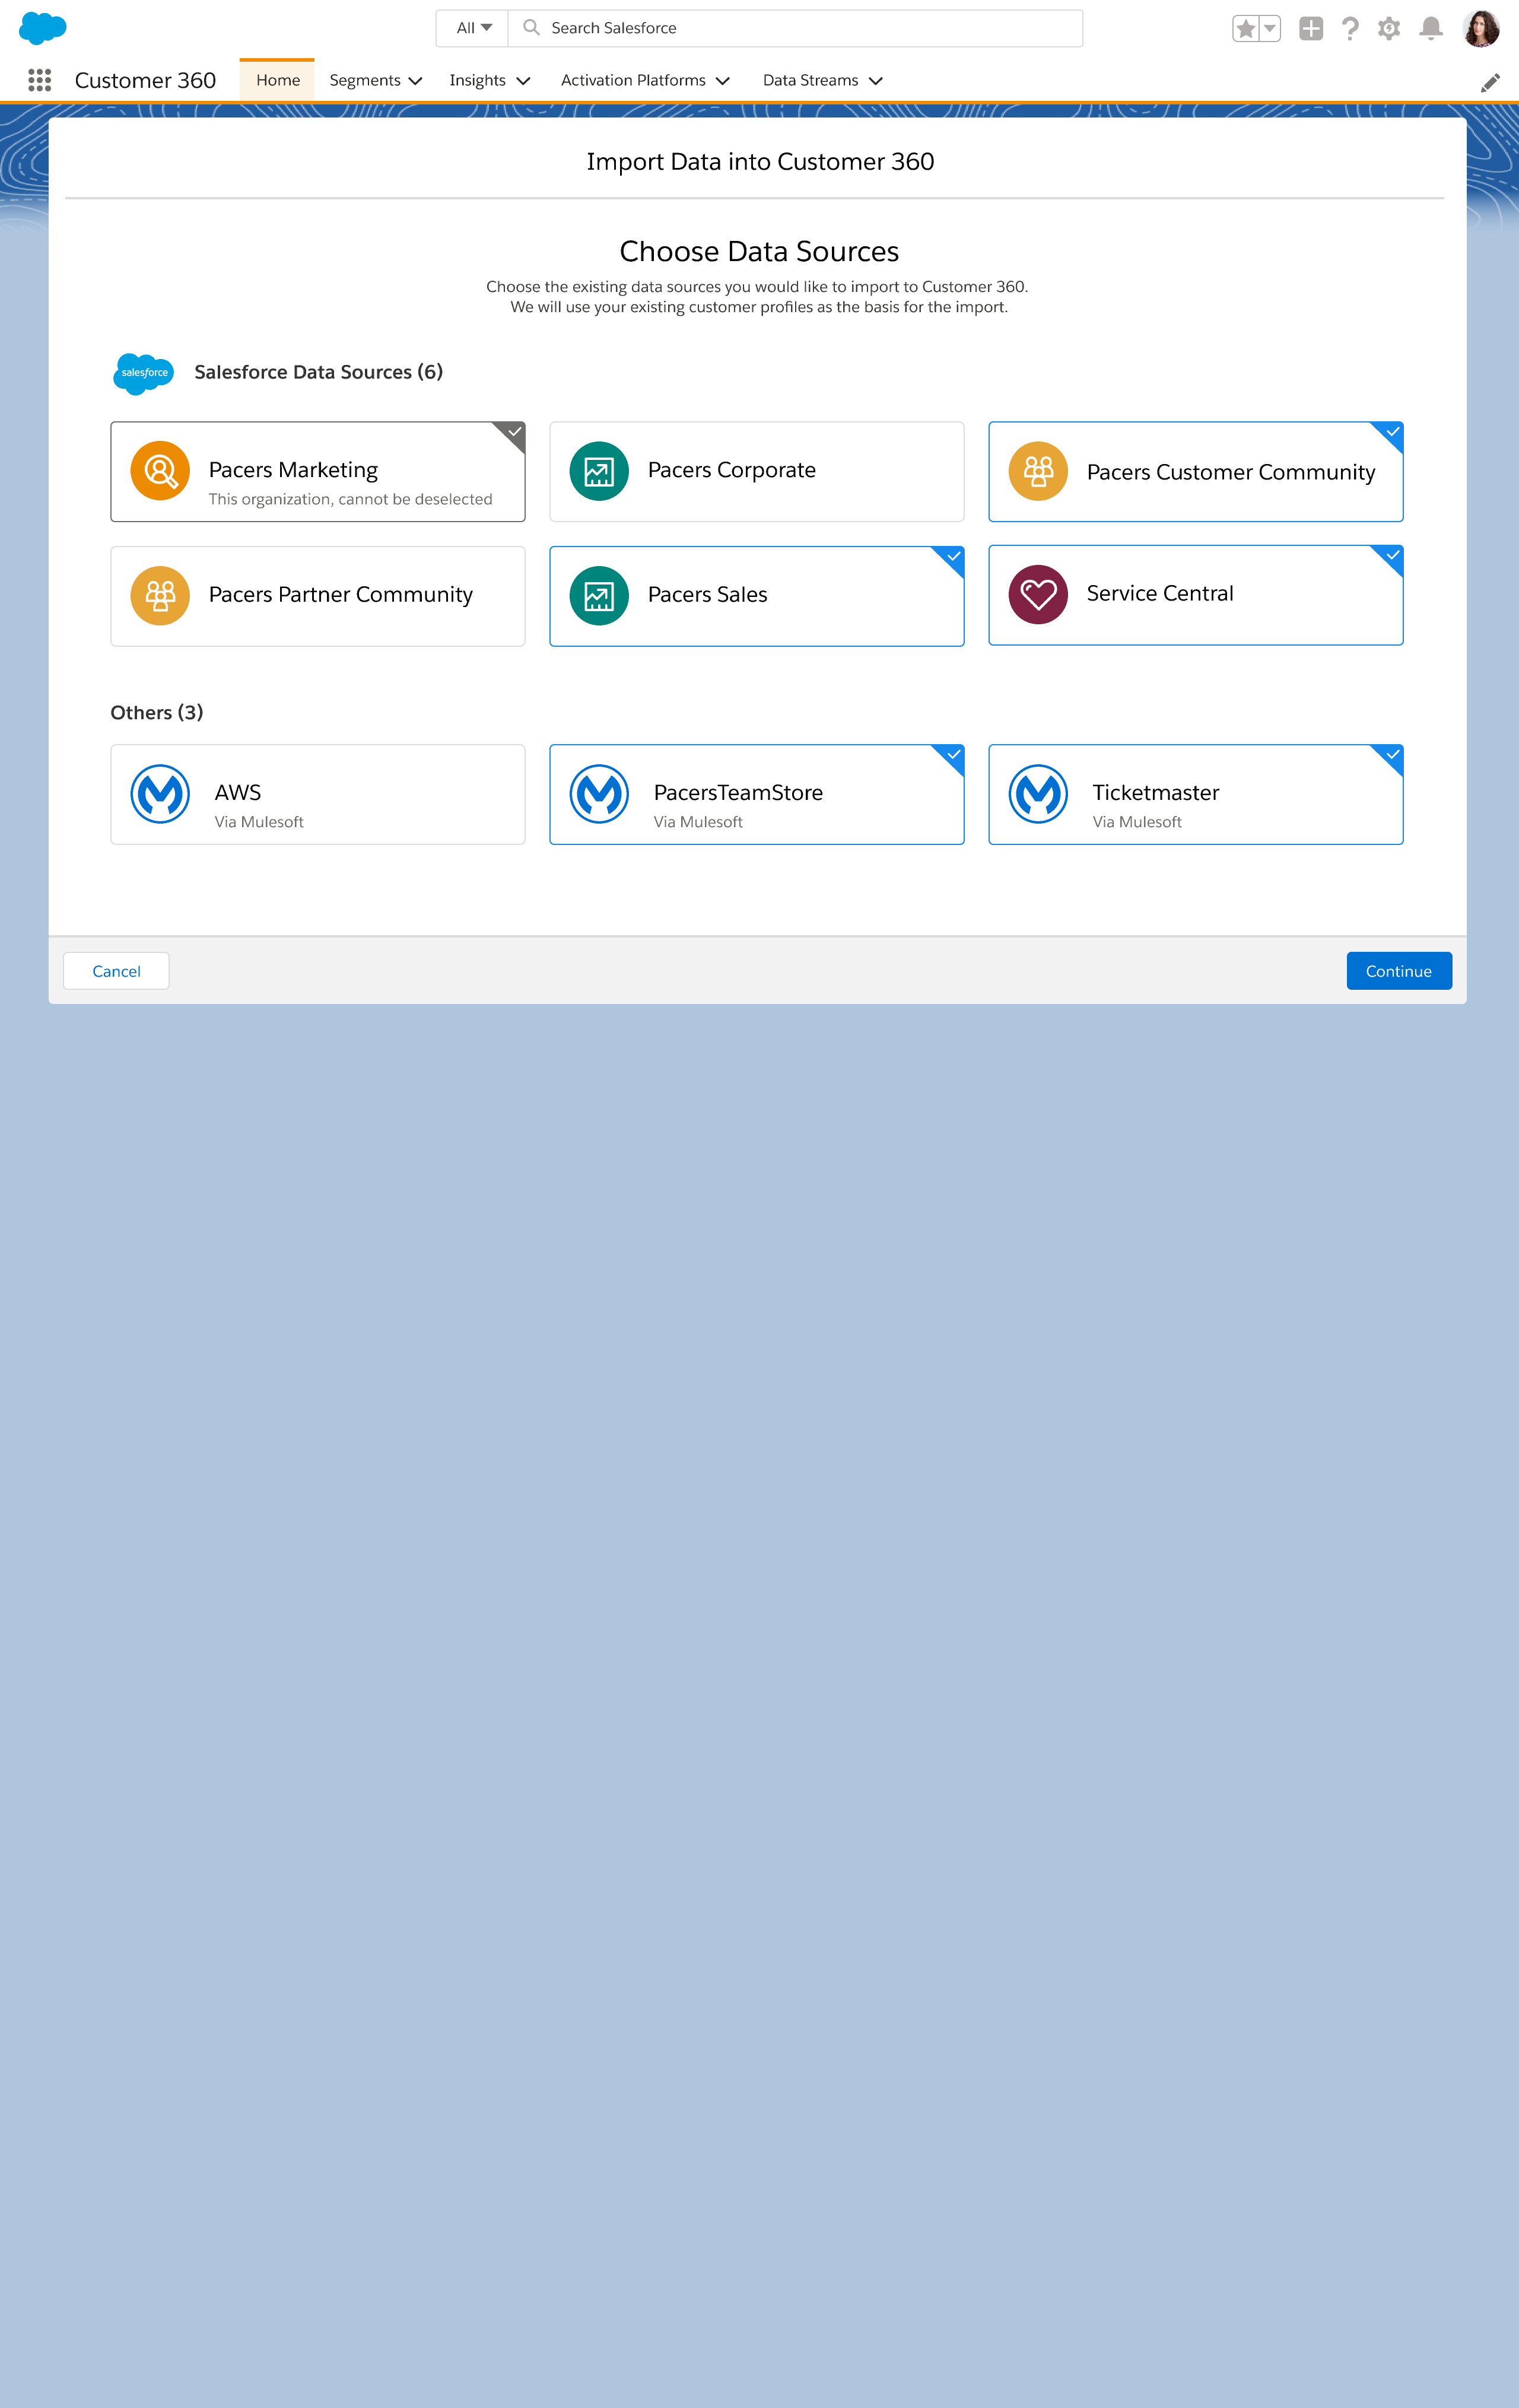 All
Search Salesforce
Customer 360
Home
Segments
Insights
Activation Platforms
Data Streams
Import Data into Customer 360
Choose Data Sources
Choose the existing data sources you would like to import to Customer 360.
We will use your existing customer profiles as the basis for the import.
salesforce
Salesforce Data Sources (6)
Pacers Marketing
This organization, cannot be deselected
Pacers Corporate
Pacers Customer Community
Pacers Partner Community
Pacers Sales
Service Central
Others (3)
AWS
Via Mulesoft
PacersTeamStore
Via Mulesoft
Ticketmaster
Via Mulesoft
Cancel
Continue